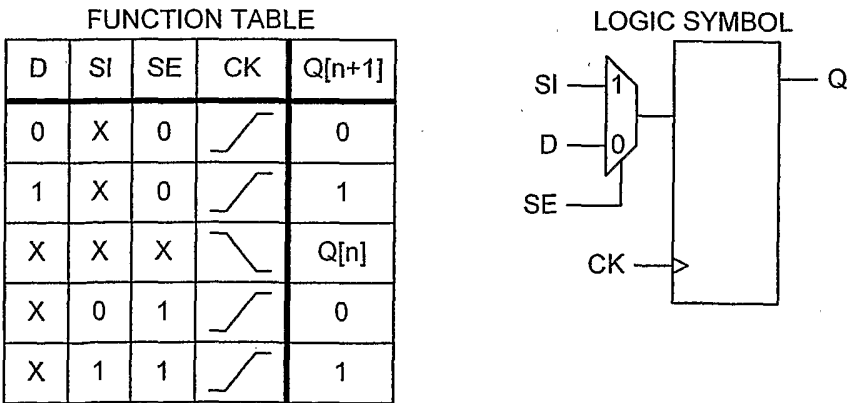 FUNCTION TABLE
D SI SE CK Q[n+1]
0 X 0 0
1 X 0 1
X X X Q[n]
X 0 1 0
X 1 1 1
LOGIC SYMBOL
SI 1 Q
D 0
SE
CK